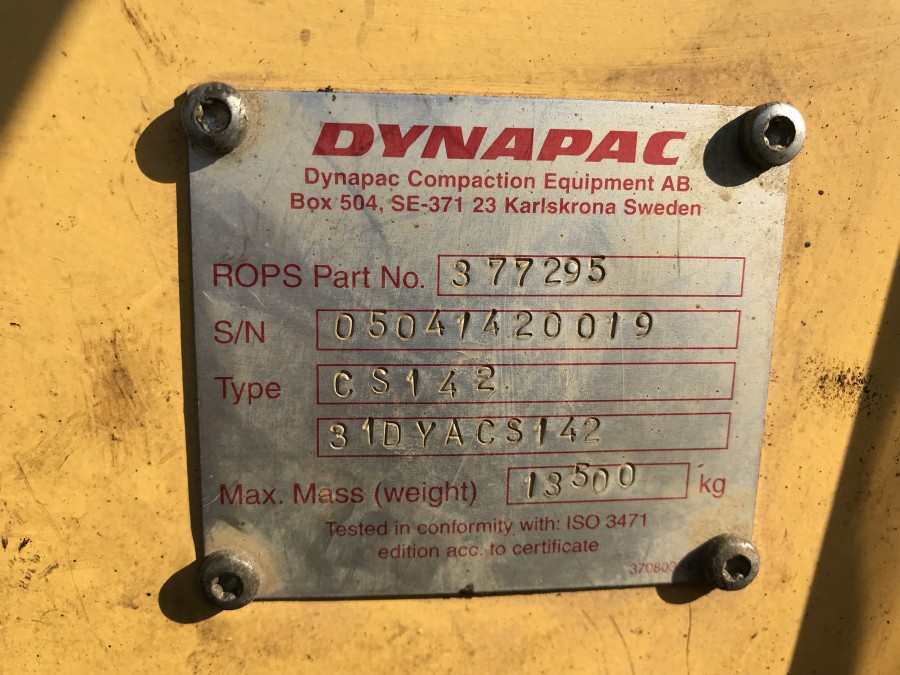 DYNAPAC
Dynapac Compaction Equipment AB.
Box 504, SE-371 23 Karlskrona Sweden
ROPS Part No. 377295
S/N 05041420019
Type CS142
31DYACS142
Max. Mass (weight) 13500 kg
Tested in conformity with: ISO 3471
edition acc. to certificate
370803